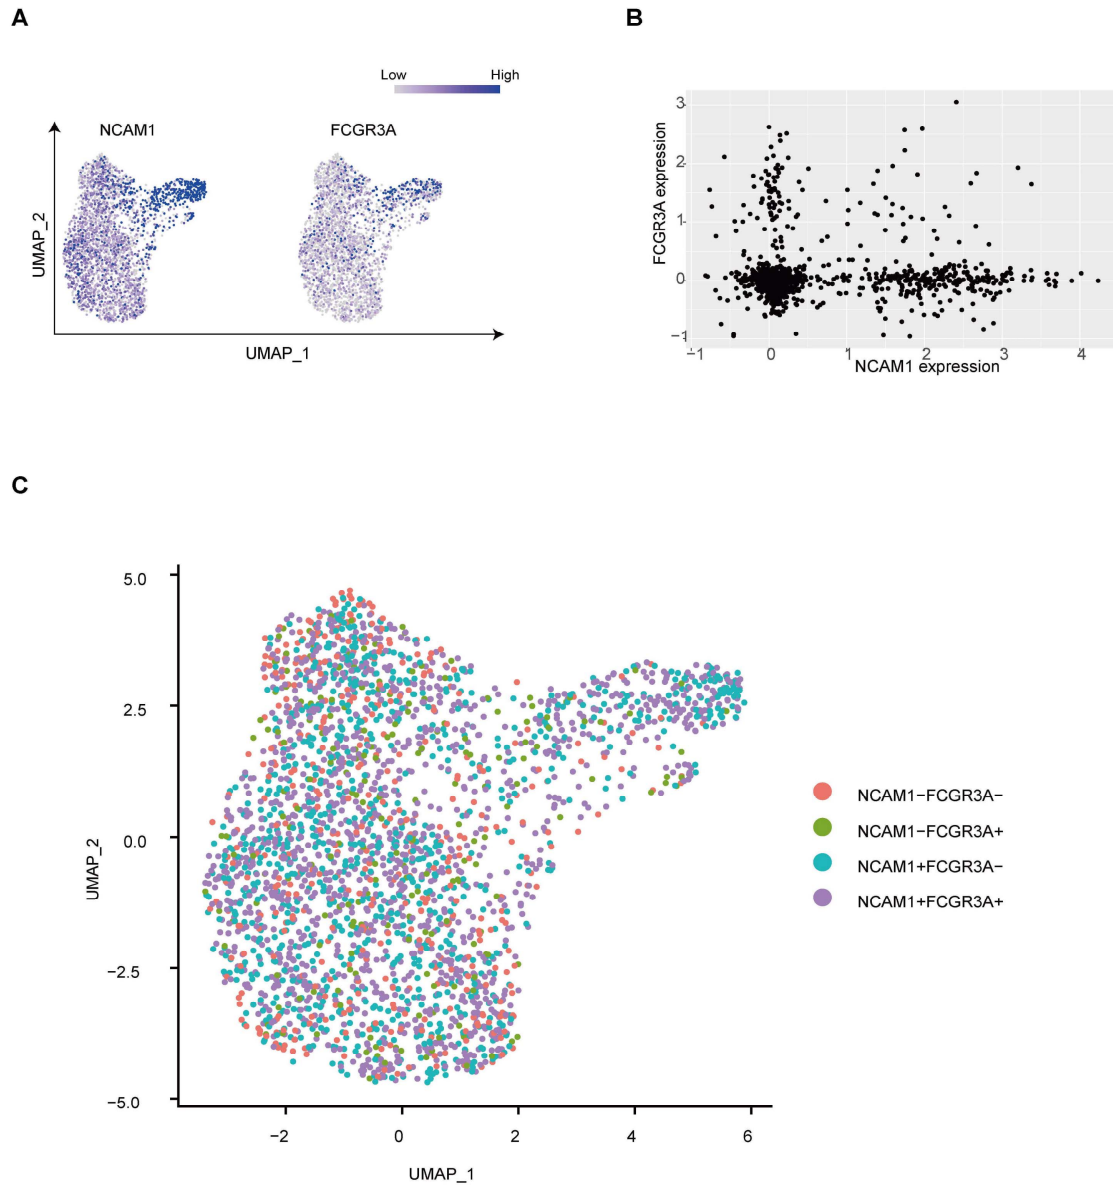 A
B
Low High
NCAM1 FCGR3A
UMAP_2
UMAP_1
FCGR3A expression
3
2
1
0
−1
−1 0 1 2 3 4
NCAM1 expression
C
5.0
2.5
0.0
−2.5
−5.0
UMAP_2
−2 0 2 4 6
UMAP_1
NCAM1−FCGR3A−
NCAM1−FCGR3A+
NCAM1+FCGR3A−
NCAM1+FCGR3A+